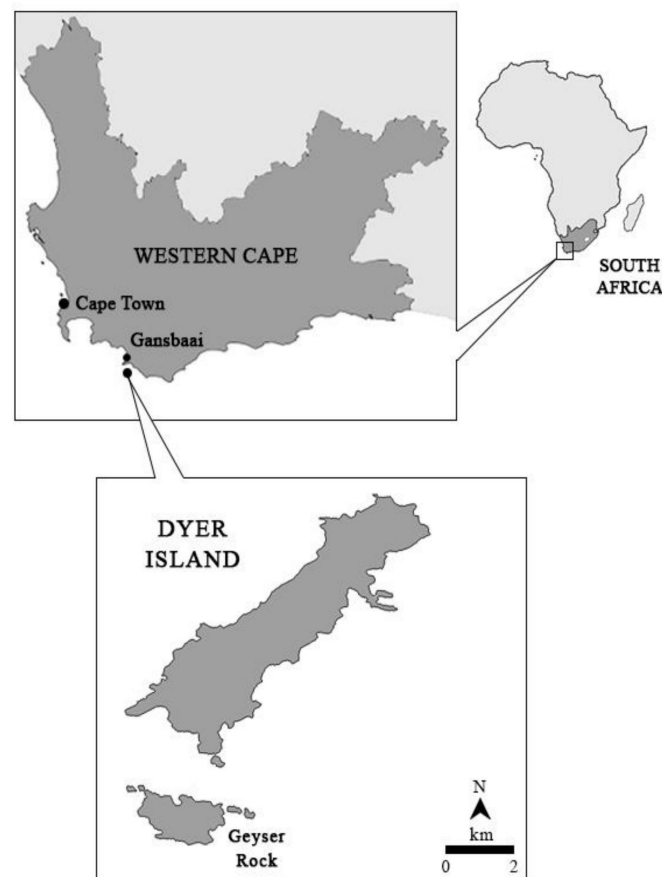 WESTERN CAPE
Cape Town
Gansbaai
SOUTH
AFRICA
DYER
ISLAND
Geyser
Rock
N
km
0 2